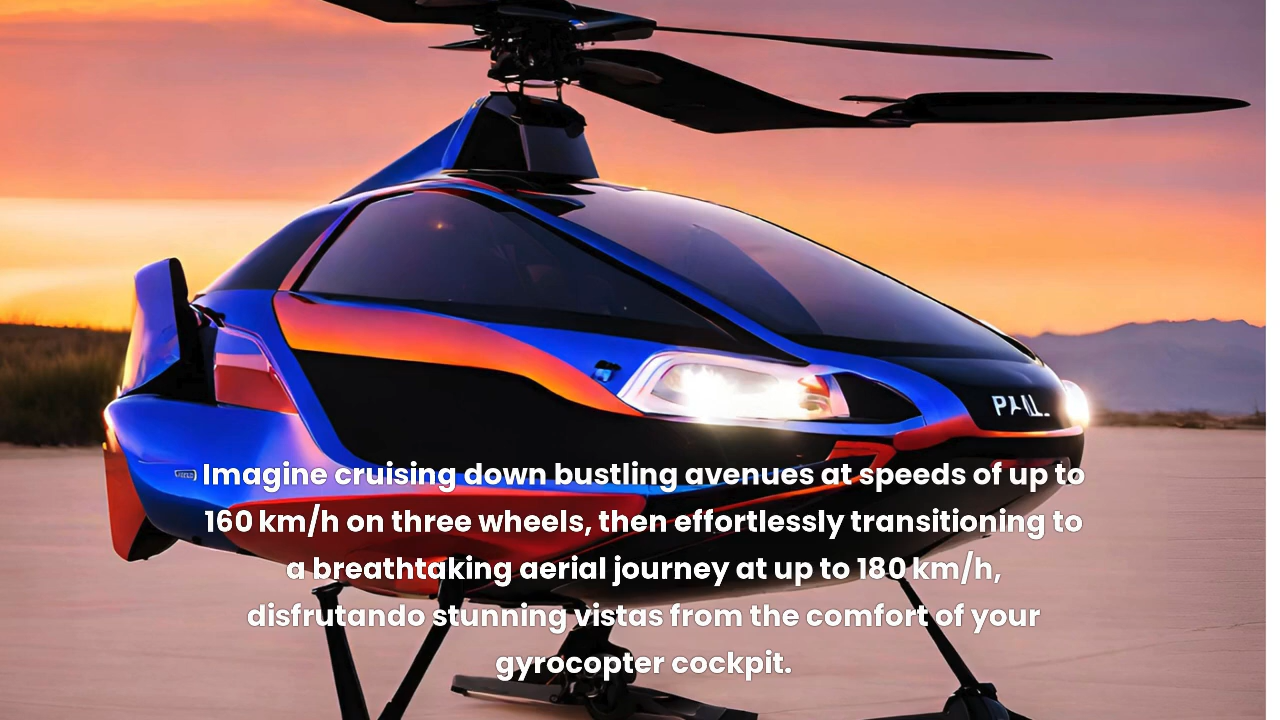 PAL
Imagine cruising down bustling avenues at speeds of up to
160 km/h on three wheels, then effortlessly transitioning to
a breathtaking aerial journey at up to 180 km/h,
disfrutando stunning vistas from the comfort of your
gyrocopter cockpit.